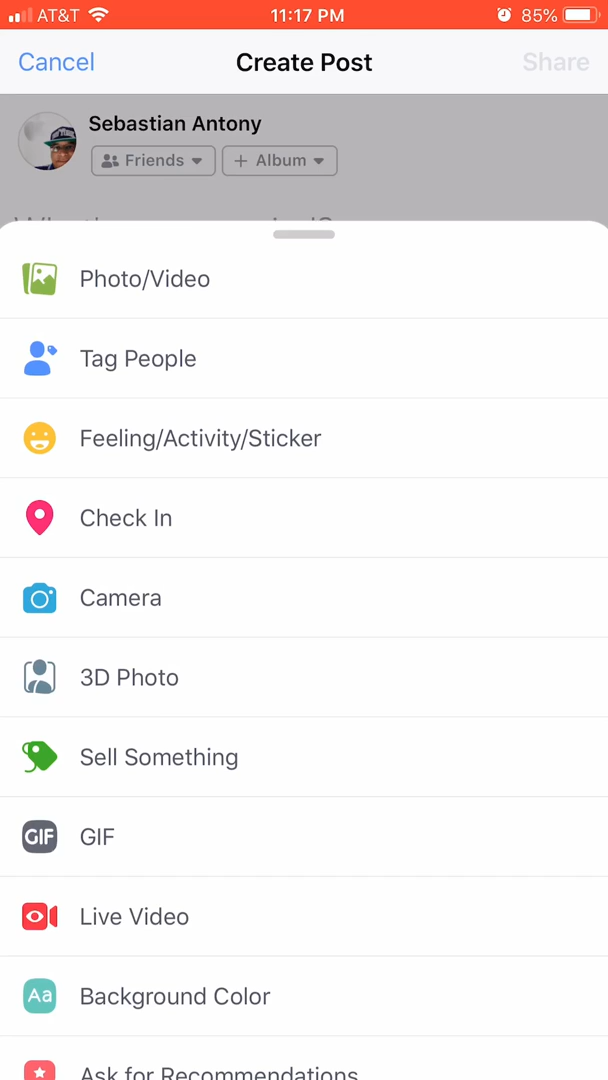 AT&T 11:17 PM 85%
Cancel Create Post Share
Sebastian Antony
Friends + Album
Photo/Video
Tag People
Feeling/Activity/Sticker
Check In
Camera
3D Photo
Sell Something
GIF GIF
Live Video
Aa Background Color
Ask for Recommendations